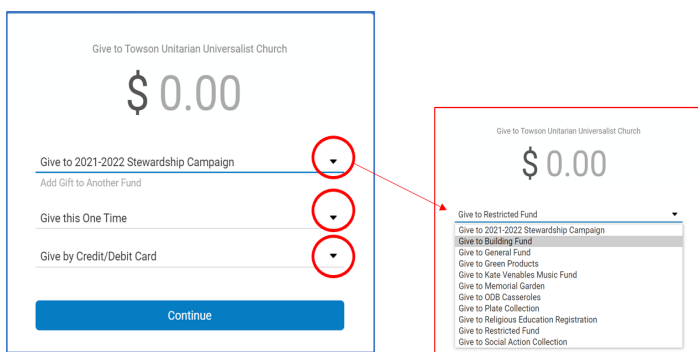 Give to Towson Unitarian Universalist Church
$ 0.00
Give to 2021-2022 Stewardship Campaign
Add Gift to Another Fund
Give this One Time
Give by Credit/Debit Card
Continue
Give to Towson Unitarian Universalist Church
$ 0.00
Give to Restricted Fund
Give to 2021-2022 Stewardship Campaign
Give to Building Fund
Give to General Fund
Give to Green Products
Give to Kate Venables Music Fund
Give to Memorial Garden
Give to ODB Casseroles
Give to Plate Collection
Give to Religious Education Registration
Give to Restricted Fund
Give to Social Action Collection